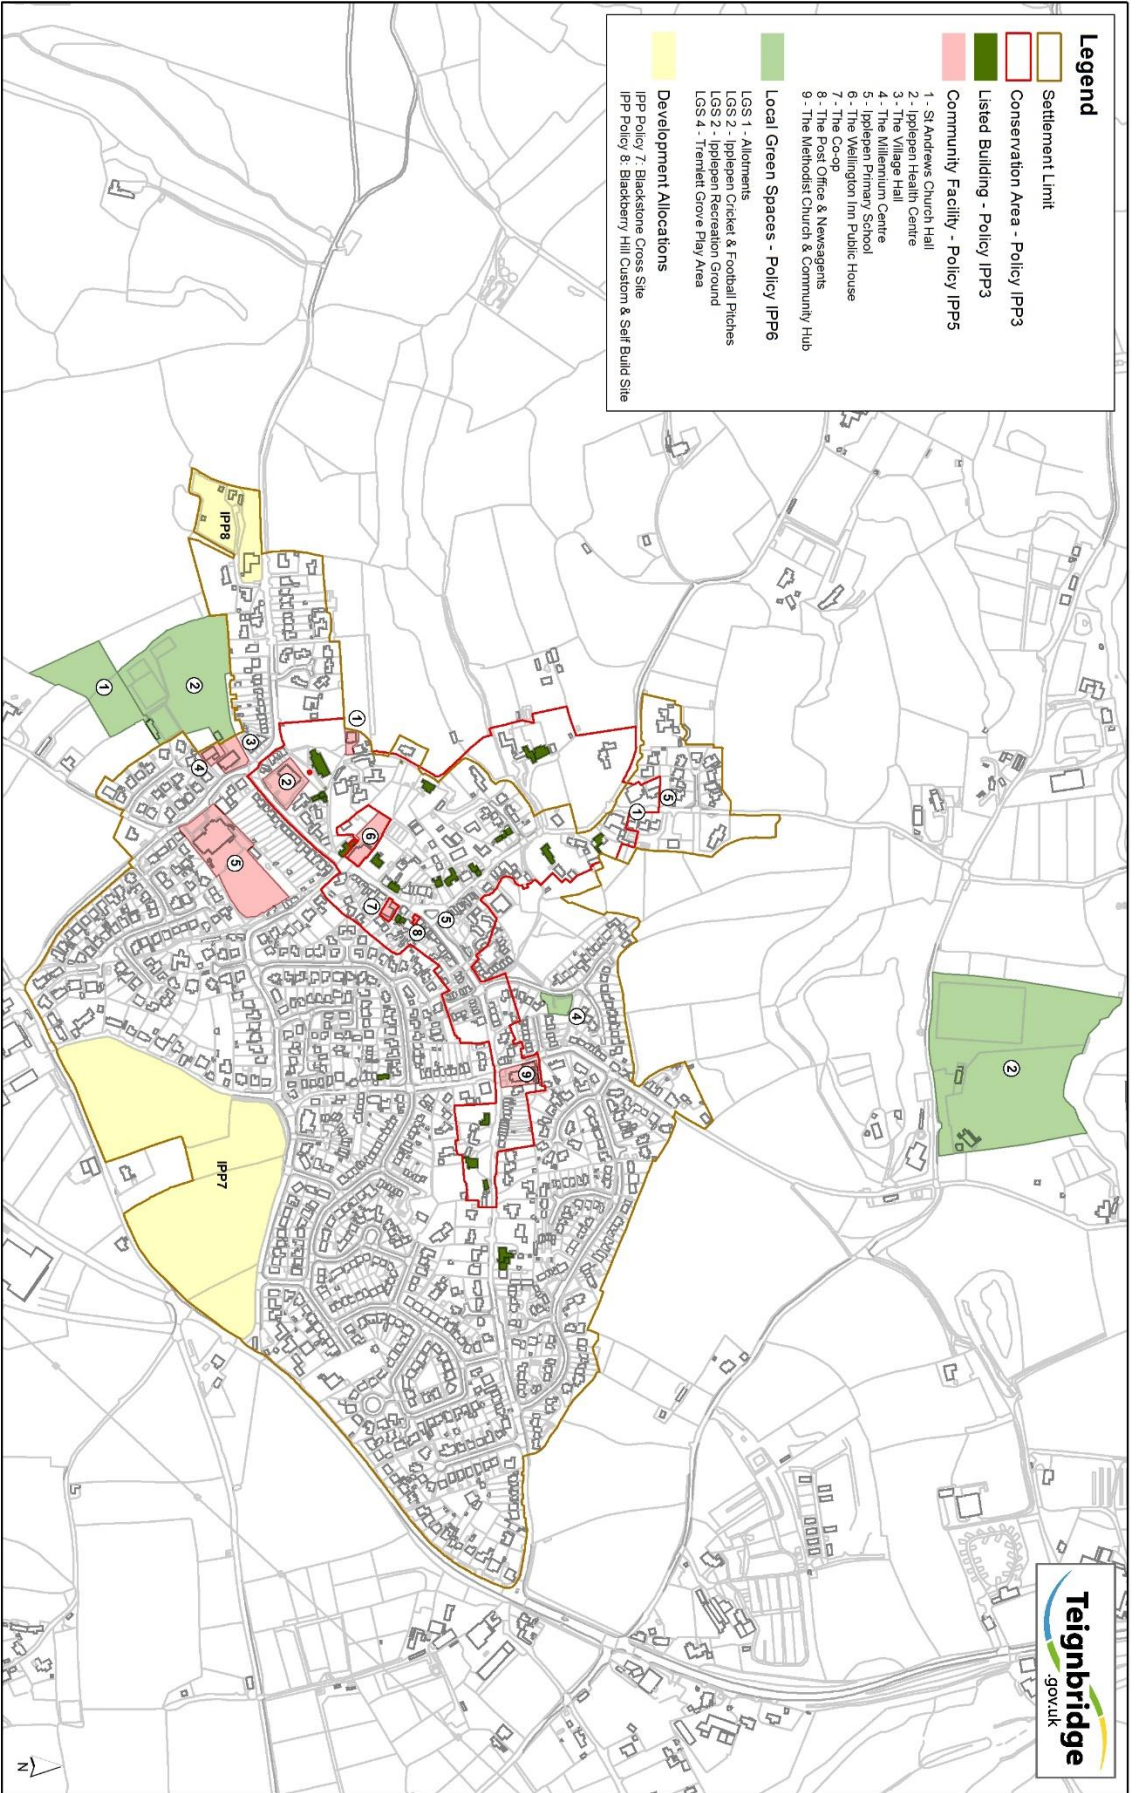 Legend
Settlement Limit
Conservation Area - Policy IPP3
Listed Building - Policy IPP3
Community Facility - Policy IPP5
1 - St Andrews Church Hall
2 - Ipplepen Health Centre
3 - The Village Hall
4 - The Millennium Centre
5 - Ipplepen Primary School
6 - The Wellington Inn Public House
7 - The Co-op
8 - The Post Office & Newsagents
9 - The Methodist Church & Community Hub
Local Green Spaces - Policy IPP6
LGS 1 - Allotments
LGS 2 - Ipplepen Cricket & Football Pitches
LGS 2 - Ipplepen Recreation Ground
LGS 4 - Tremlett Grove Play Area
Development Allocations
IPP Policy 7: Blackstone Cross Site
IPP Policy 8: Blackberry Hill Custom & Self Build Site
Teignbridge
.gov.uk
2
5
1
4
9
5
8
7
6
1
2
3
4
5
2
1
IPP8
IPP7
N